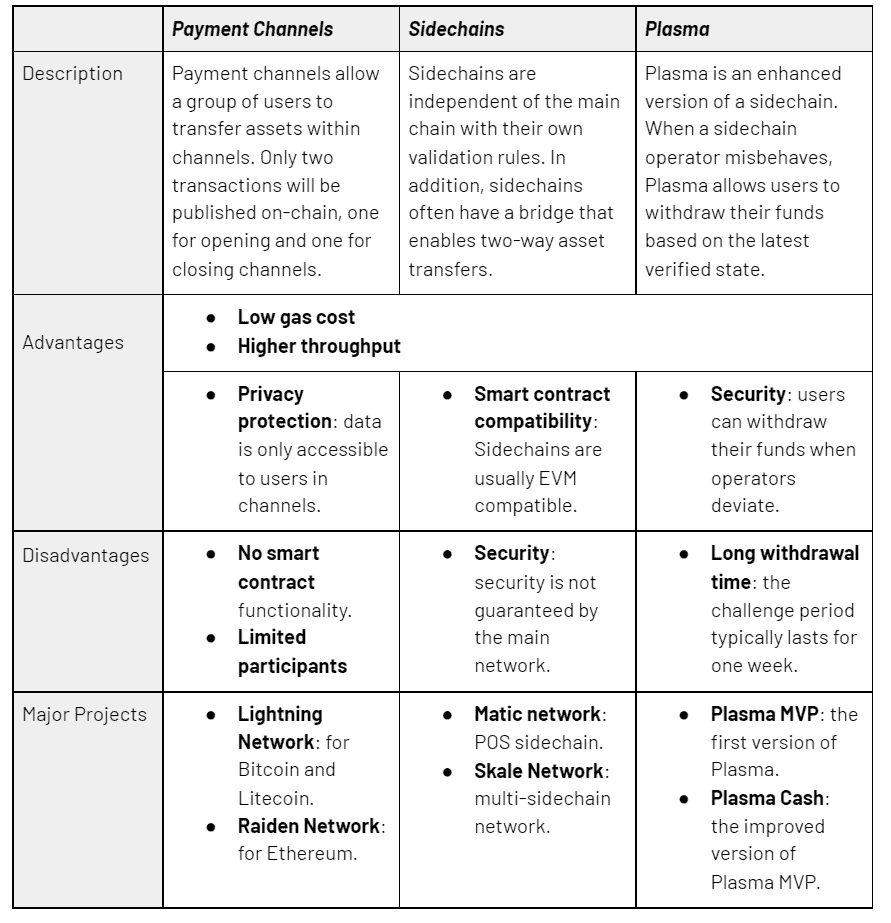 Payment Channels
Sidechains
Plasma
Description
Payment channels allow
a group of users to
transfer assets within
channels. Only two
transactions will be
published on-chain, one
for opening and one for
closing channels.
Sidechains are
independent of the main
chain with their own
validation rules. In
addition, sidechains
often have a bridge that
enables two-way asset
transfers.
Plasma is an enhanced
version of a sidechain.
When a sidechain
operator misbehaves,
Plasma allows users to
withdraw their funds
based on the latest
verified state.
Advantages
● Low gas cost
● Higher throughput
● Privacy
protection: data
is only accessible
to users in
channels.
● Smart contract
compatibility:
Sidechains are
usually EVM
compatible.
● Security: users
can withdraw
their funds when
operators
deviate.
Disadvantages
● No smart
contract
functionality.
● Limited
participants
● Security:
security is not
guaranteed by
the main
network.
● Long withdrawal
time: the
challenge period
typically lasts for
one week.
Major Projects
● Lightning
Network: for
Bitcoin and
Litecoin.
● Raiden Network:
for Ethereum.
● Matic network:
POS sidechain.
● Skale Network:
multi-sidechain
network.
● Plasma MVP: the
first version of
Plasma.
● Plasma Cash:
the improved
version of
Plasma MVP.